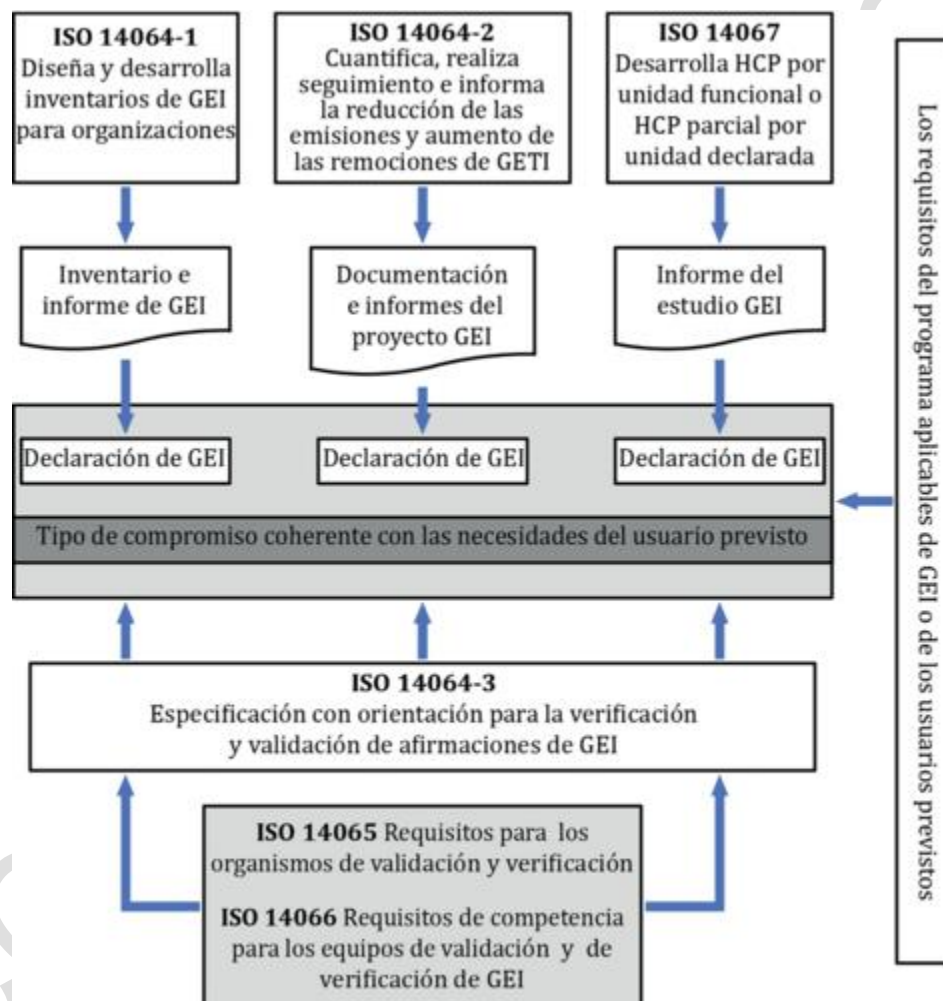 ISO 14064-1
Diseña y desarrolla
inventarios de GEI
para organizaciones
ISO 14064-2
Cuantifica, realiza
seguimiento e informa
la reducción de las
emisiones y aumento de
las remociones de GETI
ISO 14067
Desarrolla HCP por
unidad funcional o
HCP parcial por
unidad declarada
Inventario e
informe de GEI
Documentación
e informes del
proyecto GEI
Informe del
estudio GEI
Declaración de GEI
Declaración de GEI
Declaración de GEI
Tipo de compromiso coherente con las necesidades del usuario previsto
ISO 14064-3
Especificación con orientación para la verificación
y validación de afirmaciones de GEI
ISO 14065 Requisitos para los
organismos de validación y verificación
ISO 14066 Requisitos de competencia
para los equipos de validación y de
verificación de GEI
Los requisitos del programa aplicables de GEI o de los usuarios previstos